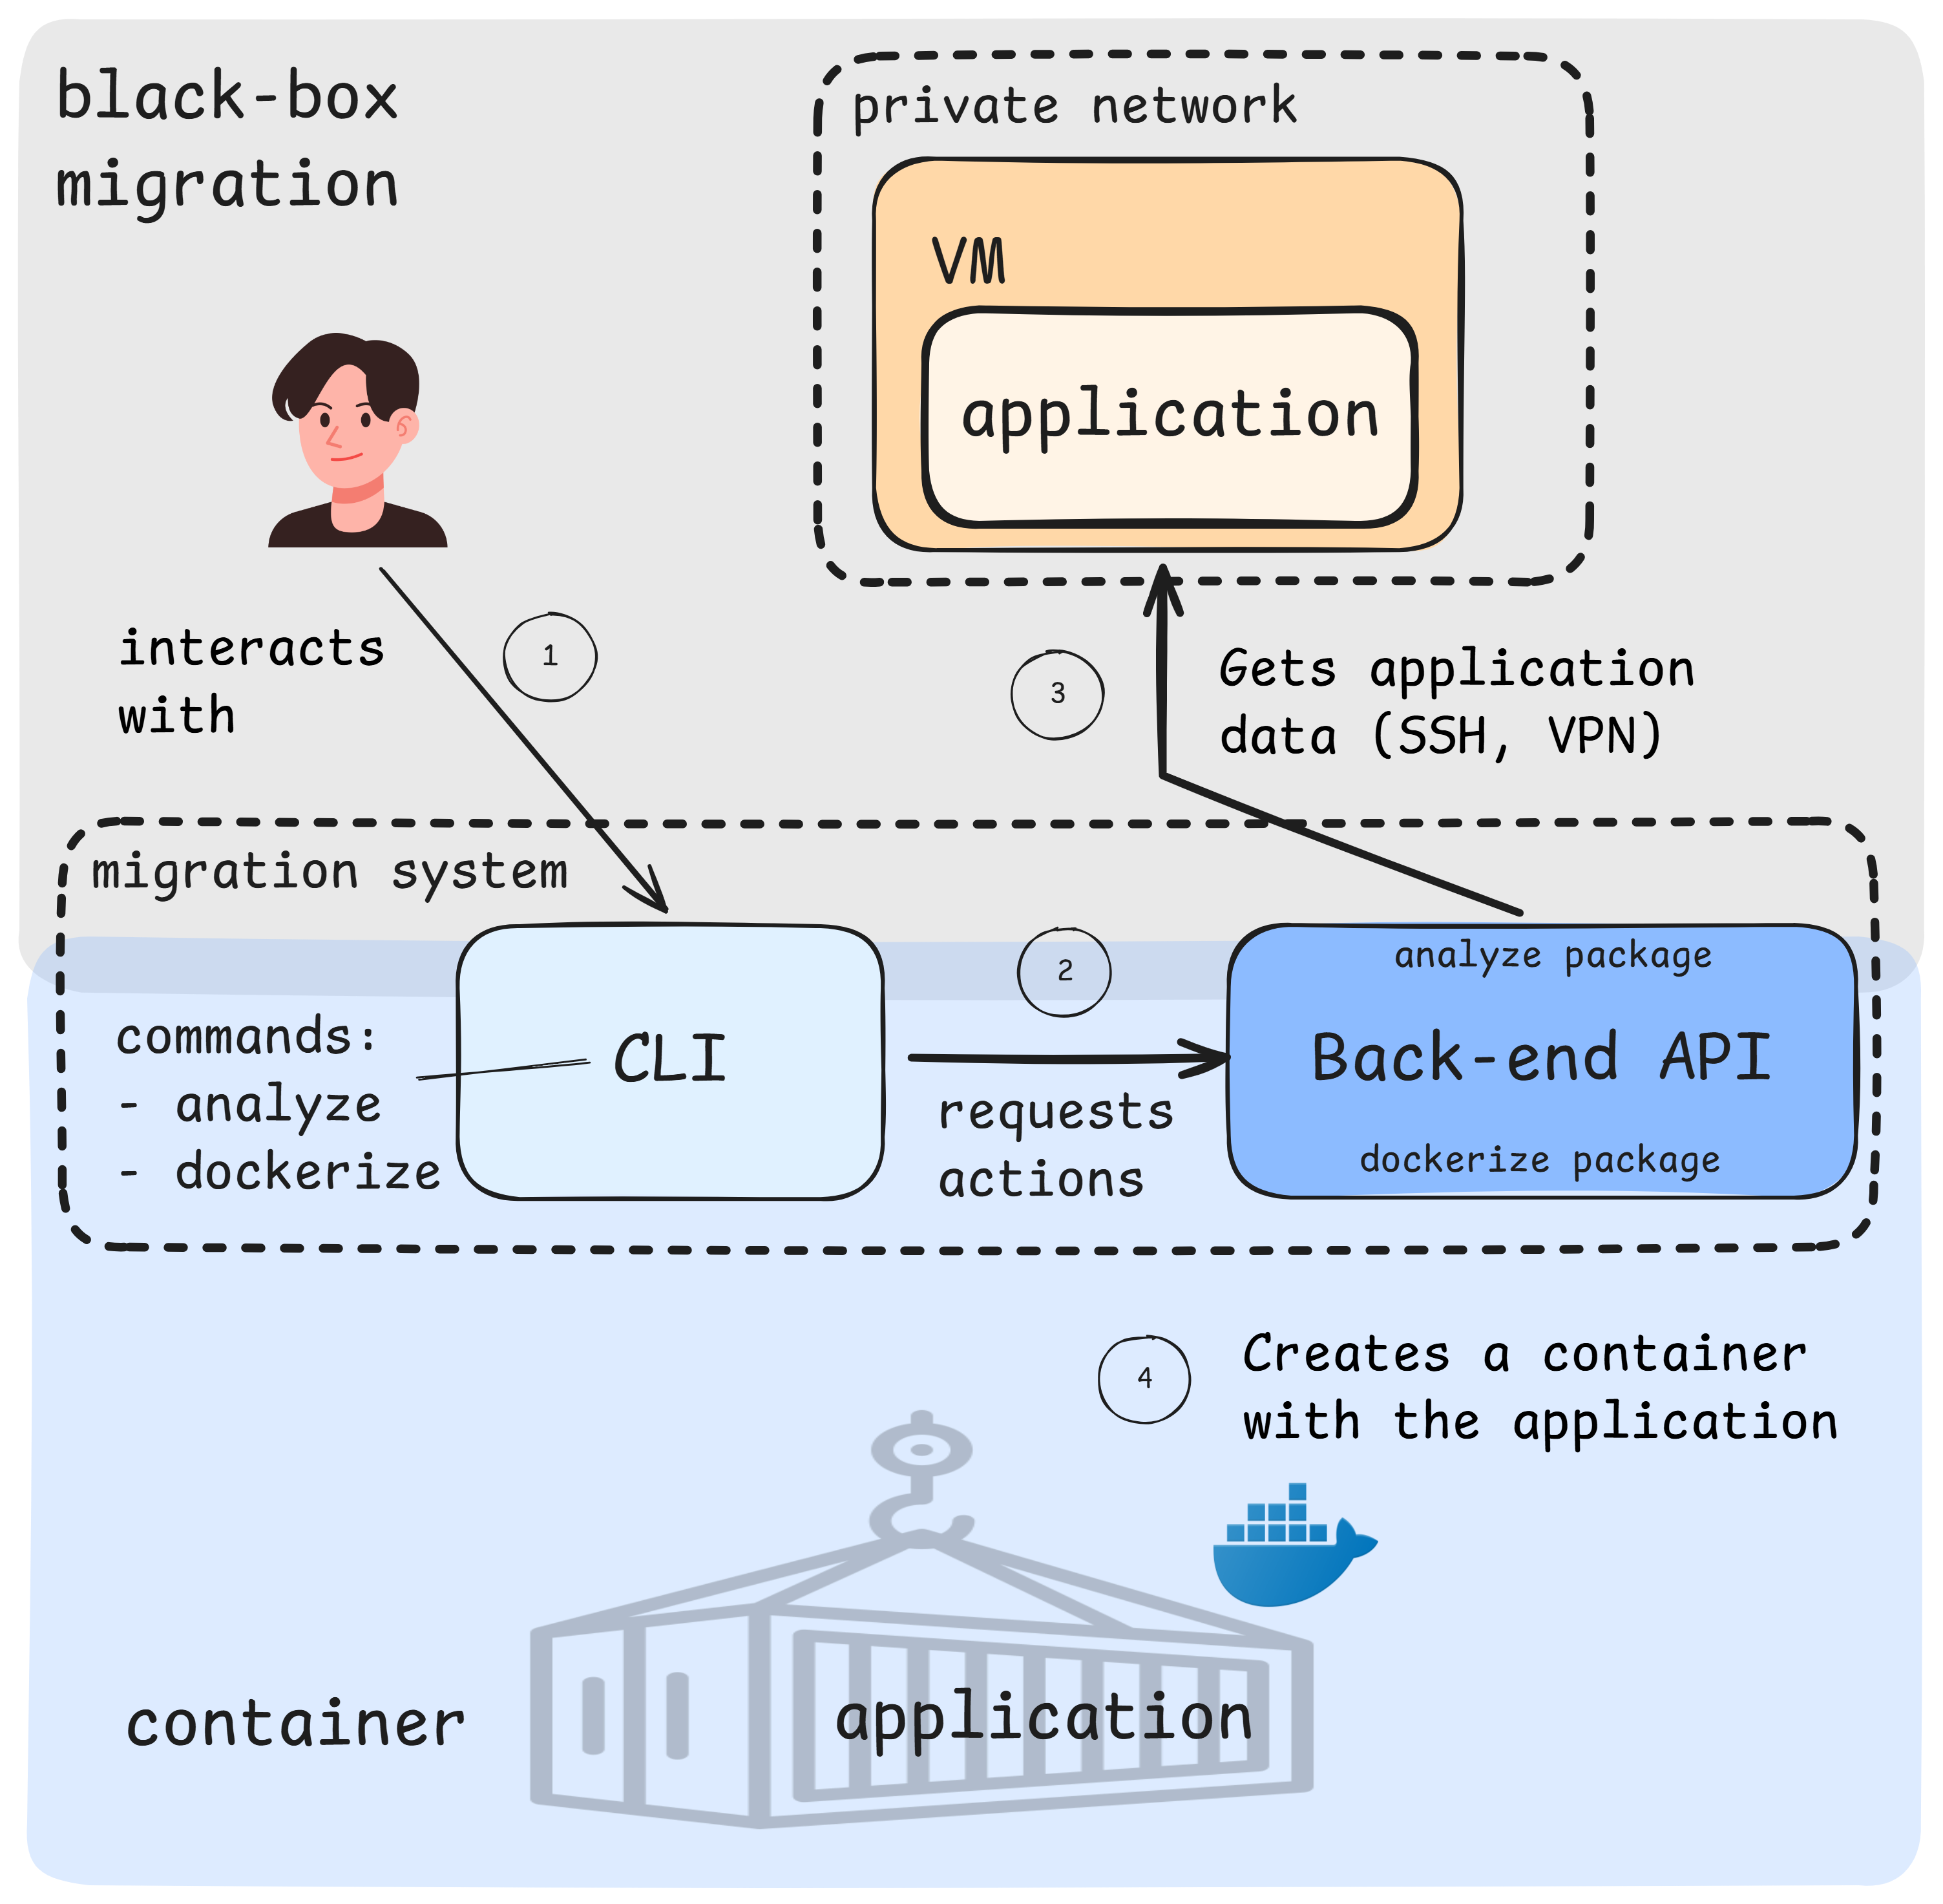 black-box
migration
private network
VM
application
interacts
with
1
3
Gets application
data (SSH, VPN)
migration system
commands:
- analyze
- dockerize
CLI
2
requests
actions
analyze package
Back-end API
dockerize package
4
Creates a container
with the application
container
application